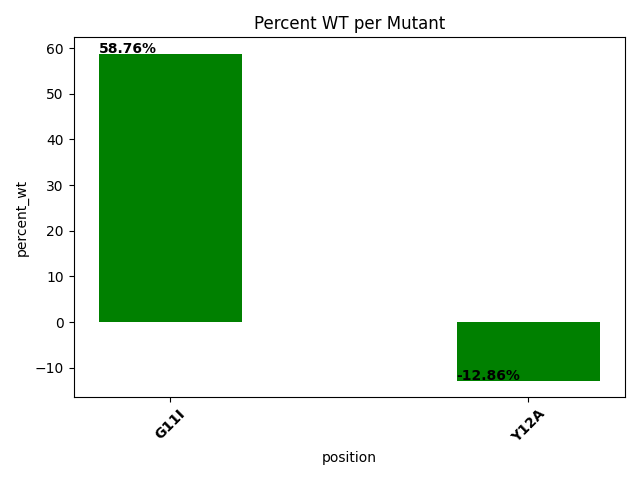 Percent WT per Mutant
58.76%
60
50
40
30
20
10
0
−10
percent_wt
-12.86%
G11I
Y12A
position